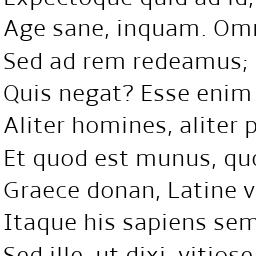 Expectoque quid ad id,
Age sane, inquam. Omn
Sed ad rem redeamus;
Quis negat? Esse enim
Aliter homines, aliter p
Et quod est munus, quo
Graece donan, Latine v
Itaque his sapiens sem
Sed ille, ut dixi, vitiose